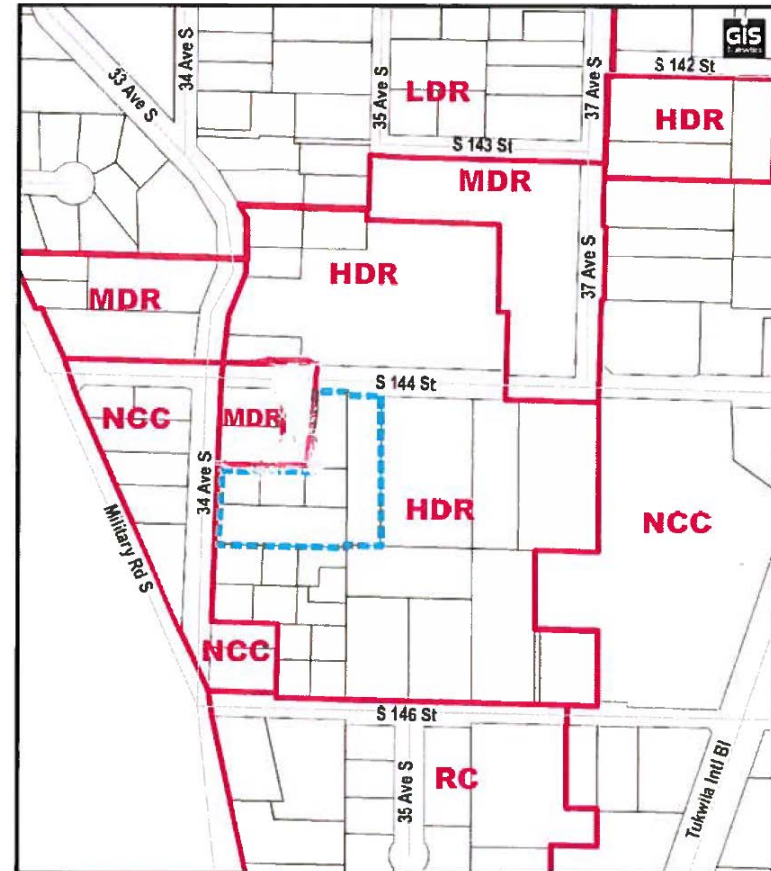 GIS
Tukwila
33 Ave S
34 Ave S
35 Ave S
37 Ave S
S 142 St
LDR
HDR
S 143 St
MDR
37 Ave S
HDR
MDR
S 144 St
NCC
MDR
34 Ave S
HDR
NCC
Military Rd S
NCC
S 146 St
RC
35 Ave S
Tukwila Intl Bl